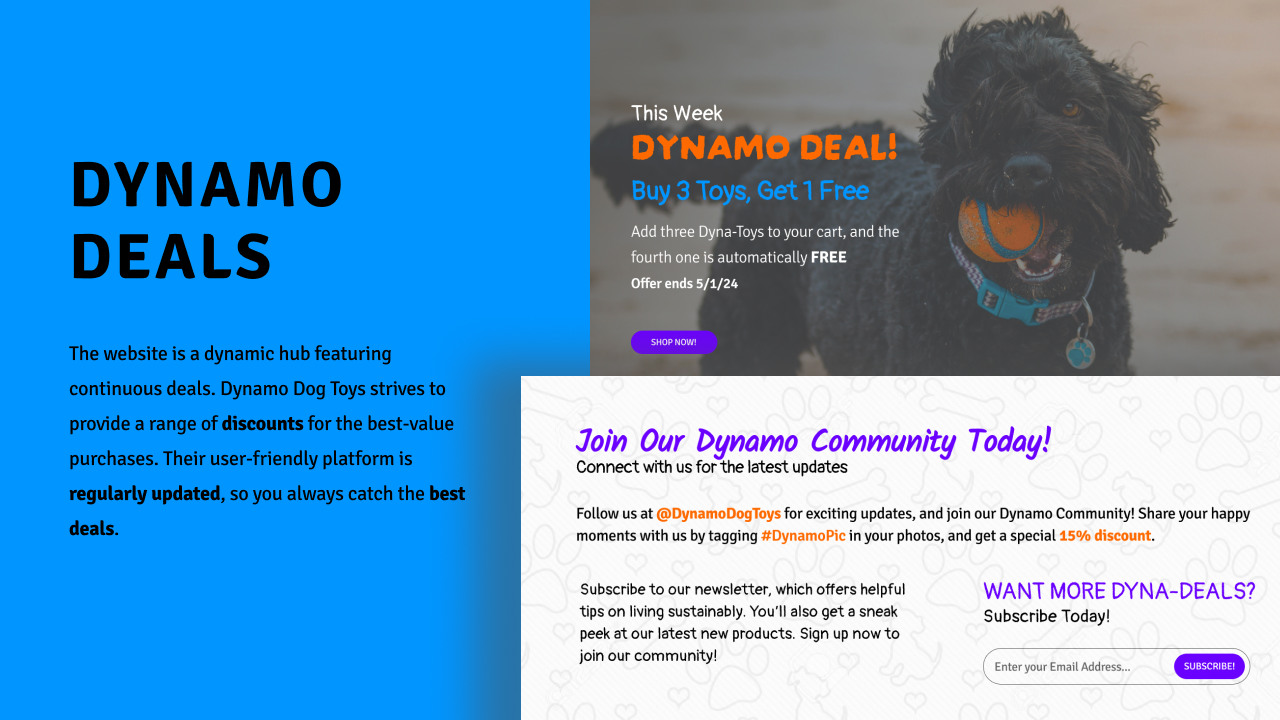 DYNAMO
DEALS
The website is a dynamic hub featuring
continuous deals. Dynamo Dog Toys strives to
provide a range of discounts for the best-value
purchases. Their user-friendly platform is
regularly updated, so you always catch the best
deals.
This Week
DYNAMO DEAL!
Buy 3 Toys, Get 1 Free
Add three Dyna-Toys to your cart, and the
fourth one is automatically FREE
Offer ends 5/1/24
SHOP NOW!
Join Our Dynamo Community Today!
Connect with us for the latest updates
Follow us at @DynamoDogToys for exciting updates, and join our Dynamo Community! Share your happy
moments with us by tagging #DynamoPic in your photos, and get a special 15% discount.
Subscribe to our newsletter, which offers helpful
tips on living sustainably. You'll also get a sneak
peek at our latest new products. Sign up now to
join our community!
WANT MORE DYNA-DEALS?
Subscribe Today!
Enter your Email Address...
SUBSCRIBE!